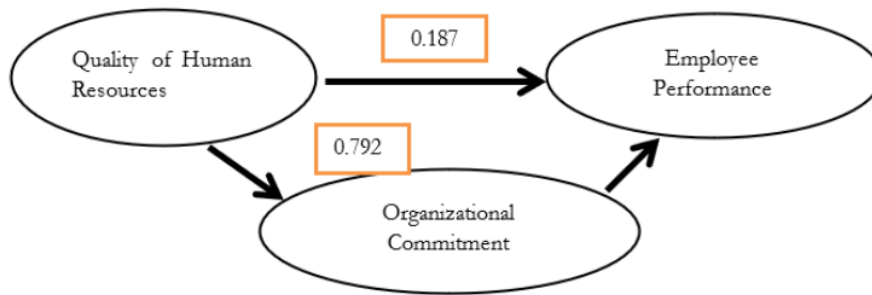 0.187
Quality of Human
Resources
Employee
Performance
0.792
Organizational
Commitment